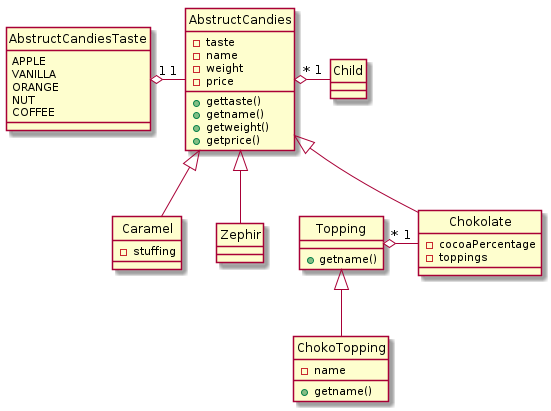 AbstructCandiesTaste
APPLE
VANILLA
ORANGE
NUT
COFFEE
1 1
AbstructCandies
taste
name
weight
price
gettaste()
getname()
getweight()
getprice()
* 1
Child
Caramel
stuffing
Zephir
Topping
getname()
* 1
Chokolate
cocoaPercentage
toppings
ChokoTopping
name
getname()